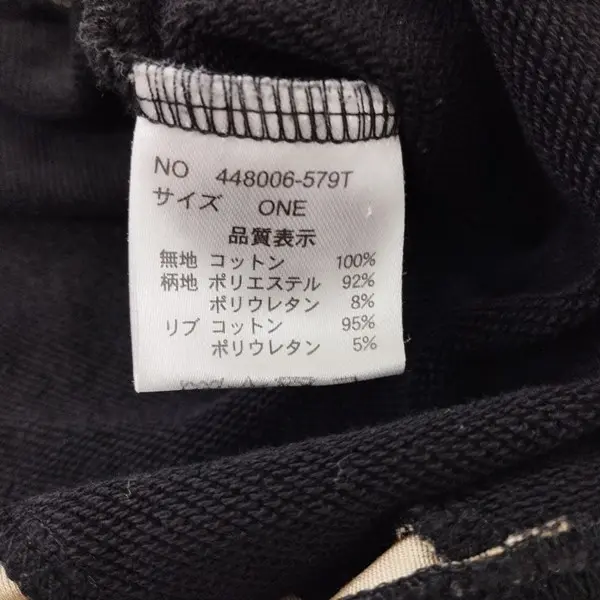 NO 448006-579T
サイズ ONE
品質表示
無地 コットン 100%
柄地 ポリエステル 92%
ポリウレタン 8%
リブ コットン 95%
ポリウレタン 5%